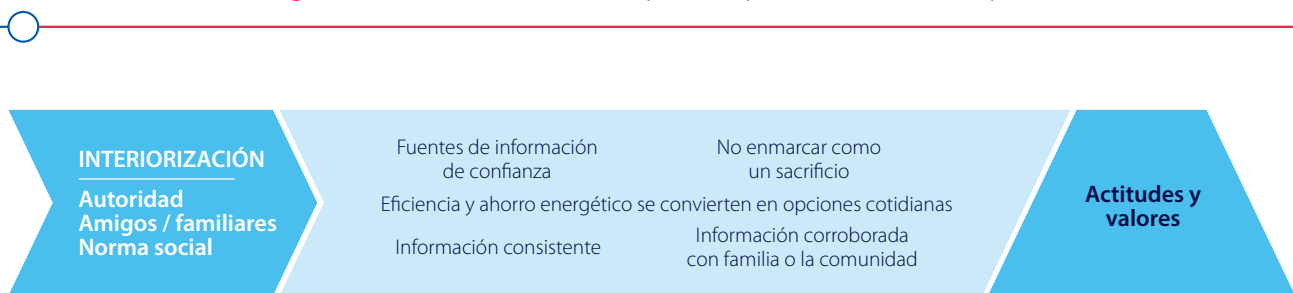 INTERIORIZACIÓN
Autoridad
Amigos / familiares
Norma social
Fuentes de información
de confianza
No enmarcar como
un sacrificio
Eficiencia y ahorro energético se convierten en opciones cotidianas
Información consistente
Información corroborada
con familia o la comunidad
Actitudes y
valores